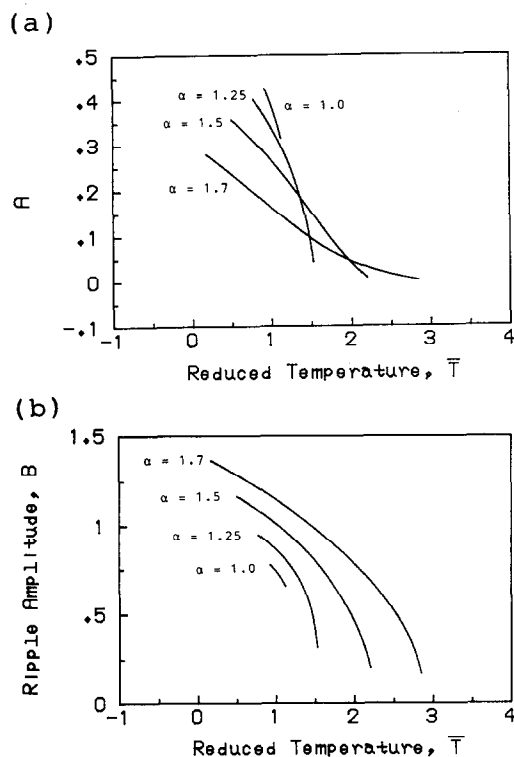 (a)
.5
.4
.3
.2
.1
0
-.1
A
α = 1.25
α = 1.0
α = 1.5
α = 1.7
-1 0 1 2 3 4
Reduced Temperature, T̅
(b)
1.5
1
.5
0
Ripple Amplitude, B
α = 1.7
α = 1.5
α = 1.25
α = 1.0
-1 0 1 2 3 4
Reduced Temperature, T̅